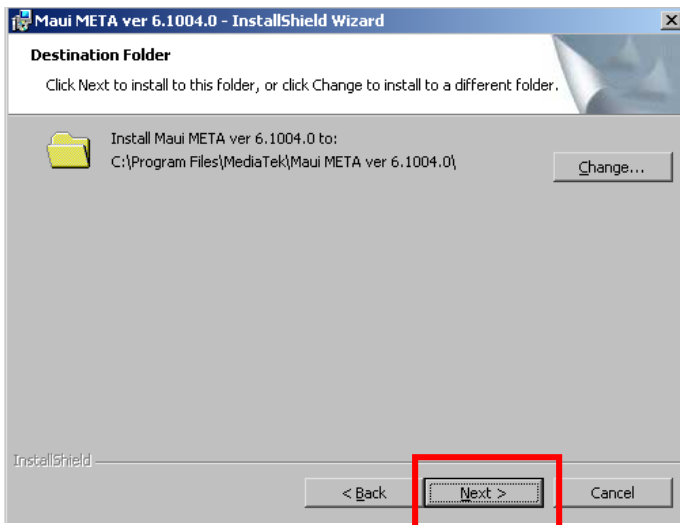 Maui META ver 6.1004.0 - InstallShield Wizard
Destination Folder
Click Next to install to this folder, or click Change to install to a different folder.
Install Maui META ver 6.1004.0 to:
C:\Program Files\MediaTek\Maui META ver 6.1004.0\
Change...
InstallShield
< Back
Next >
Cancel